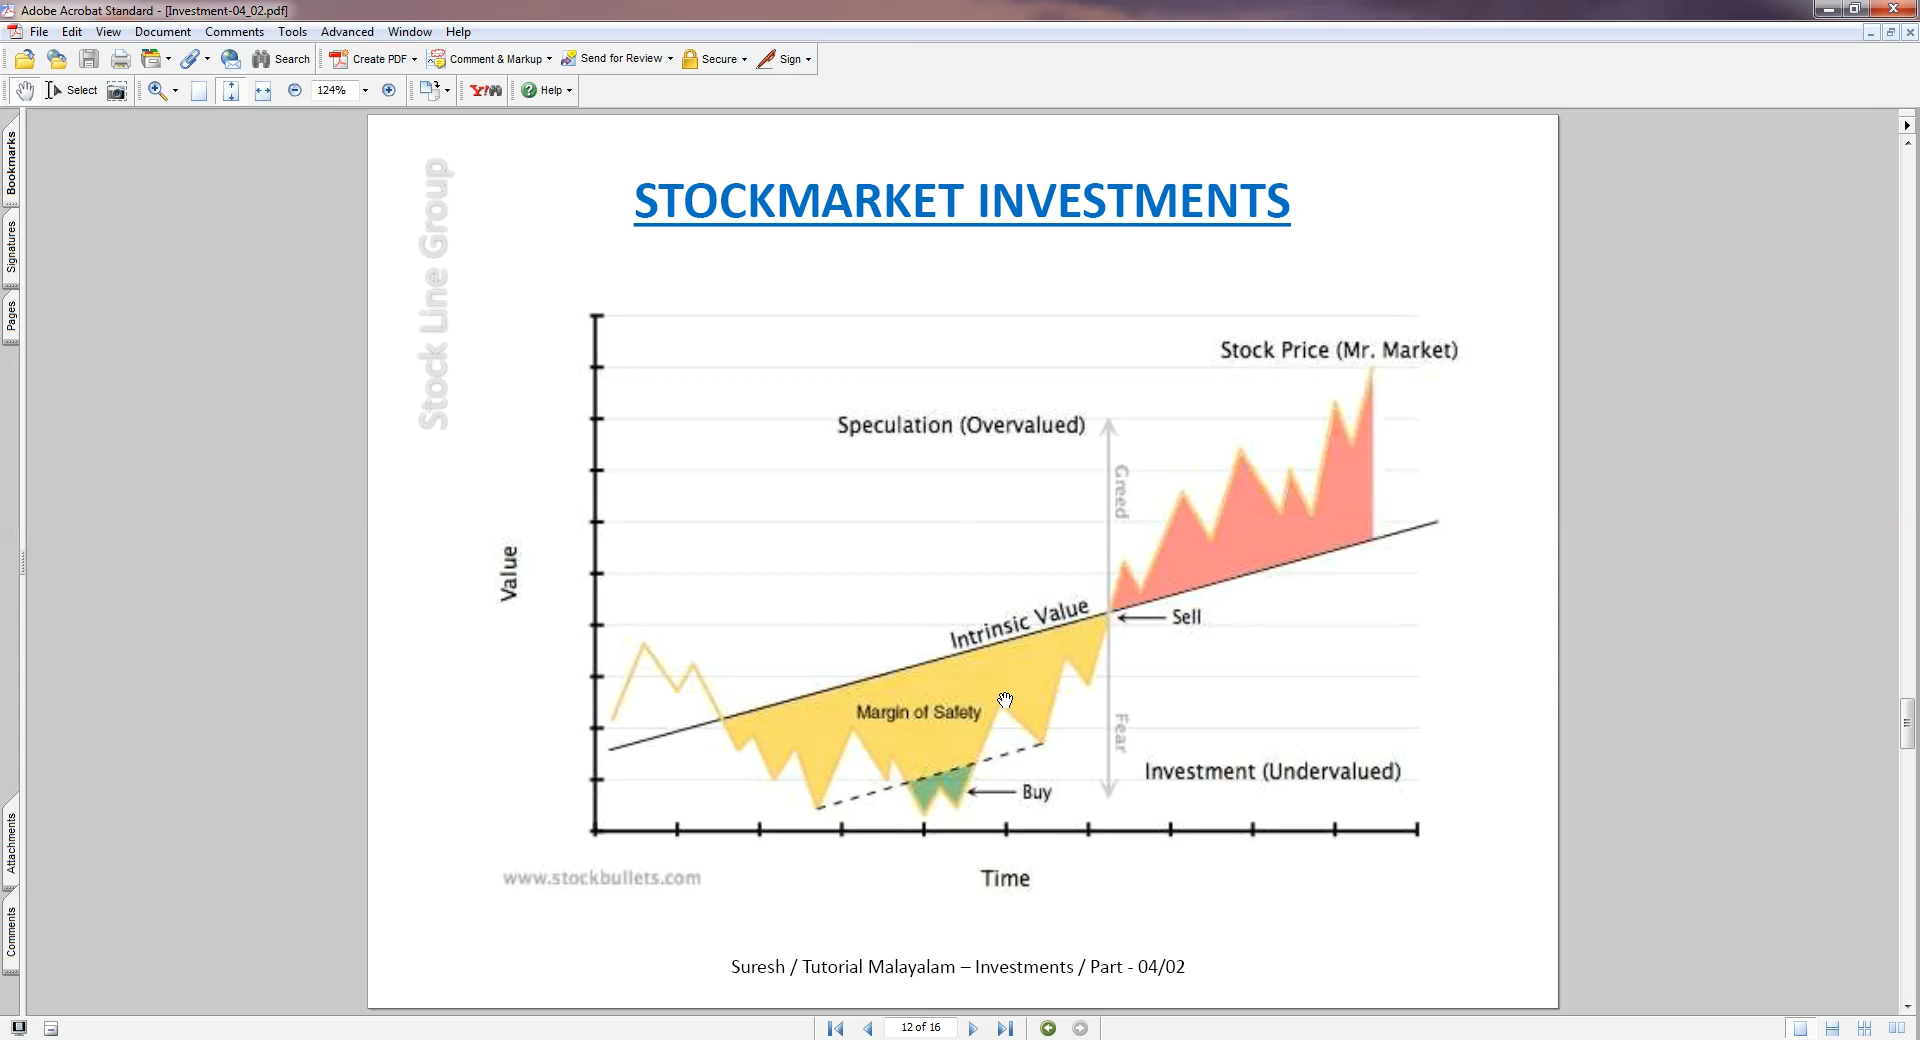 Adobe Acrobat Standard - [Investment-04_02.pdf]
File Edit View Document Comments Tools Advanced Window Help
Search Create PDF Comment & Markup Send for Review Secure Sign
Select 124% Y! Help
Bookmarks
Signatures
Pages
Attachments
Comments
Stock Line Group
STOCKMARKET INVESTMENTS
Stock Price (Mr. Market)
Speculation (Overvalued)
Greed
Value
Intrinsic Value
Sell
Margin of Safety
Fear
Investment (Undervalued)
Buy
www.stockbullets.com
Time
Suresh / Tutorial Malayalam – Investments / Part - 04/02
12 of 16